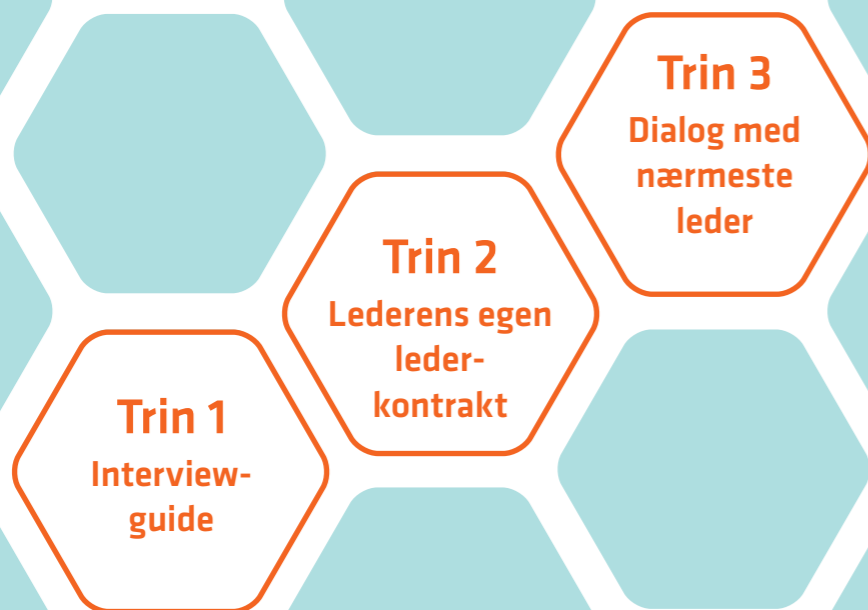 Trin 1
Interview-
guide
Trin 2
Lederens egen
leder-
kontrakt
Trin 3
Dialog med
nærmeste
leder